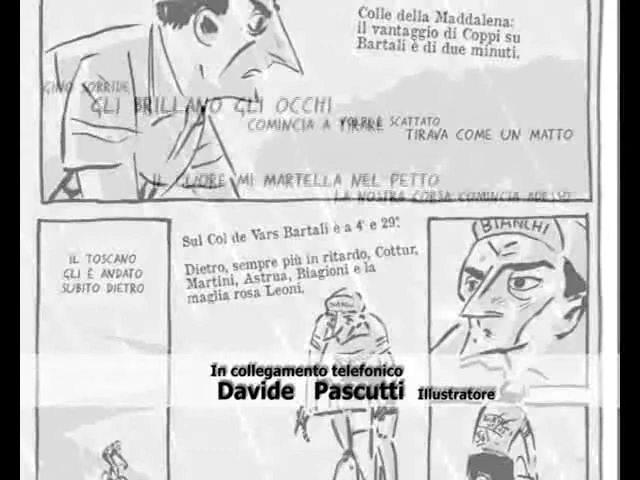 Colle della Maddalena:
il vantaggio di Coppi su
Bartali è di due minuti.
GINO SORRIDE
GLI BRILLANO GLI OCCHI
COMINCIA A TIRARE
SCATTATO
TIRAVA COME UN MATTO
IL CUORE MI MARTELLA NEL PETTO
LA NOSTRA CORSA COMINCIA ADESSO
Sul Col de Vars Bartali è a 4' e 29".
Dietro, sempre più in ritardo, Cottur,
Martini, Astrua, Biagioni e la
maglia rosa Leoni.
IL TOSCANO
GLI È ANDATO
SUBITO DIETRO
BIANCHI
In collegamento telefonico
Davide Pascutti Illustratore